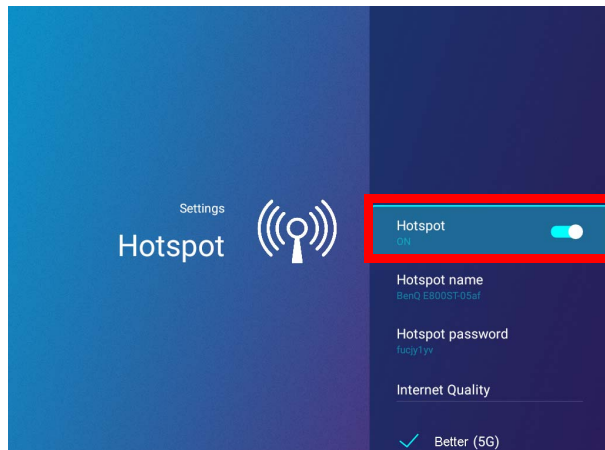 Settings
Hotspot
Hotspot
ON
Hotspot name
BenQ E800ST-05af
Hotspot password
fucjy1yv
Internet Quality
Better (5G)